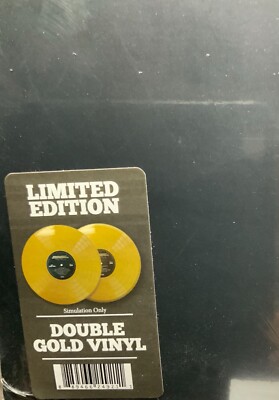 LIMITED
EDITION
Simulation Only
DOUBLE
GOLD VINYL